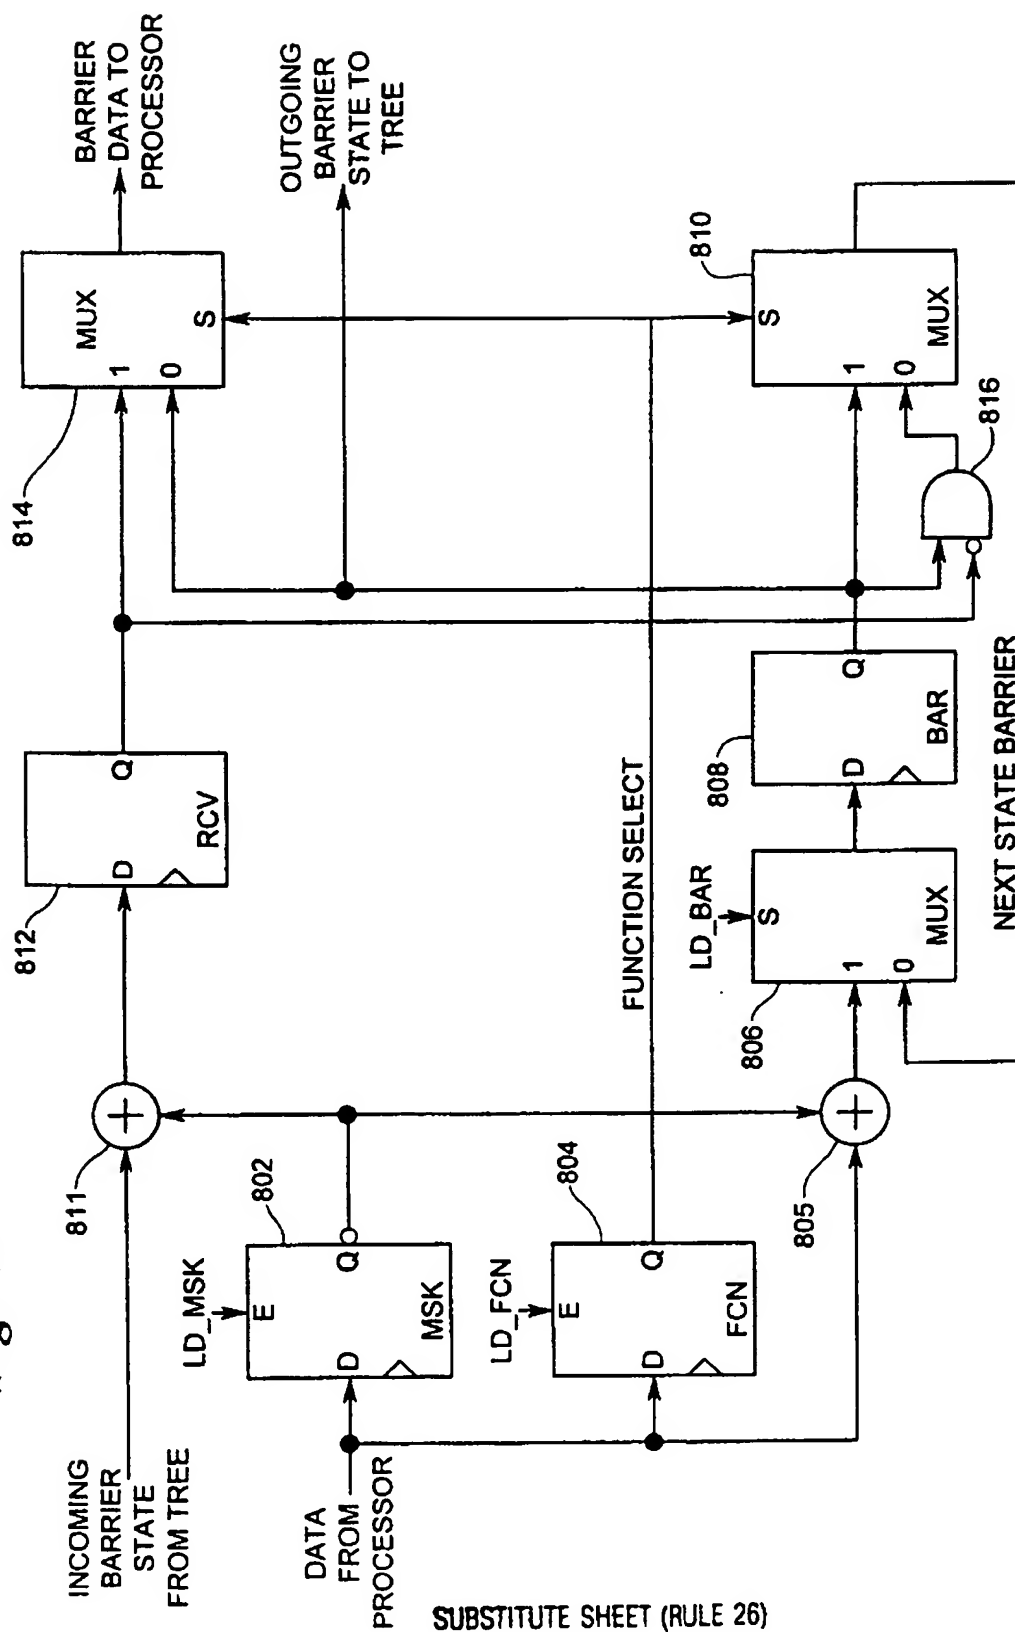 INCOMING
BARRIER
STATE
FROM TREE
811
812
D
Q
RCV
814
MUX
1
0
S
BARRIER
DATA TO
PROCESSOR
OUTGOING
BARRIER
STATE TO
TREE
DATA
FROM
PROCESSOR
LD_MSK
802
E
D
Q
MSK
LD_FCN
804
E
D
Q
FCN
FUNCTION SELECT
805
806
LD_BAR
S
1
0
MUX
808
D
Q
BAR
810
S
1
0
MUX
816
NEXT STATE BARRIER
SUBSTITUTE SHEET (RULE 26)